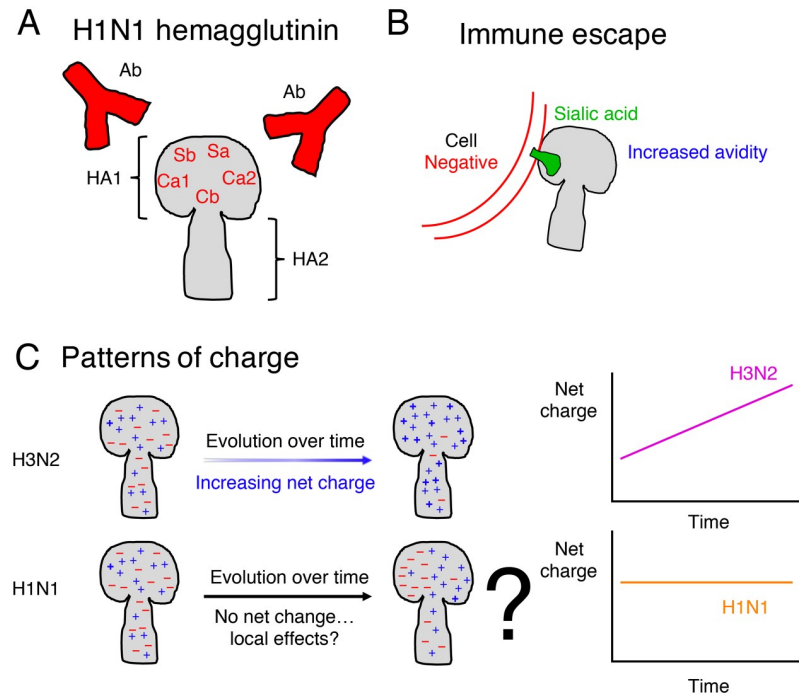 A
H1N1 hemagglutinin
Ab
Ab
HA1
Sb
Sa
Ca1
Ca2
Cb
HA2
B
Immune escape
Sialic acid
Cell
Negative
Increased avidity
C
Patterns of charge
H3N2
Evolution over time
Increasing net charge
Net
charge
H3N2
Time
H1N1
Evolution over time
No net change...
local effects?
?
Net
charge
H1N1
Time